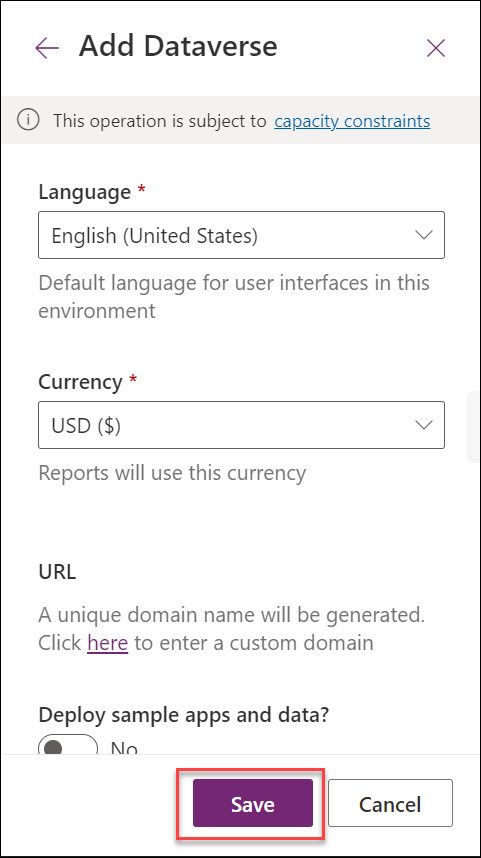 Add Dataverse
This operation is subject to capacity constraints
Language *
English (United States)
Default language for user interfaces in this
environment
Currency *
USD ($)
Reports will use this currency
URL
A unique domain name will be generated.
Click here to enter a custom domain
Deploy sample apps and data?
No
Save Cancel